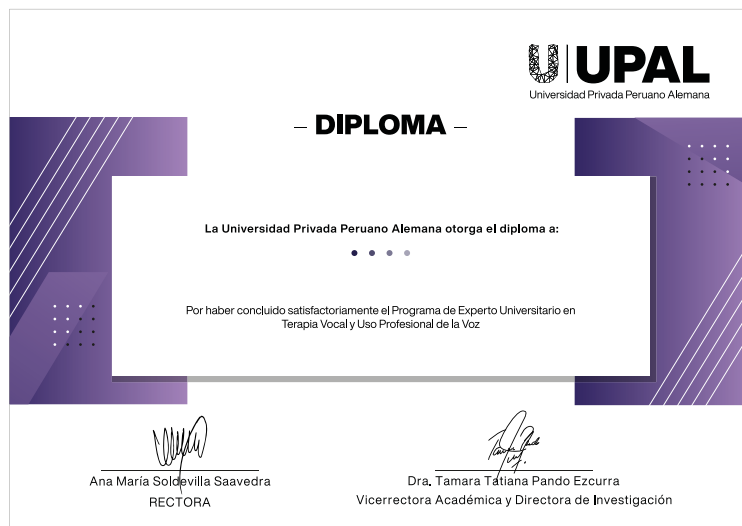 UPAL
Universidad Privada Peruano Alemana
– DIPLOMA –
La Universidad Privada Peruano Alemana otorga el diploma a:
Por haber concluido satisfactoriamente el Programa de Experto Universitario en
Terapia Vocal y Uso Profesional de la Voz
Ana María Soldevilla Saavedra
RECTORA
Dra. Tamara Tatiana Pando Ezcurra
Vicerrectora Académica y Directora de Investigación